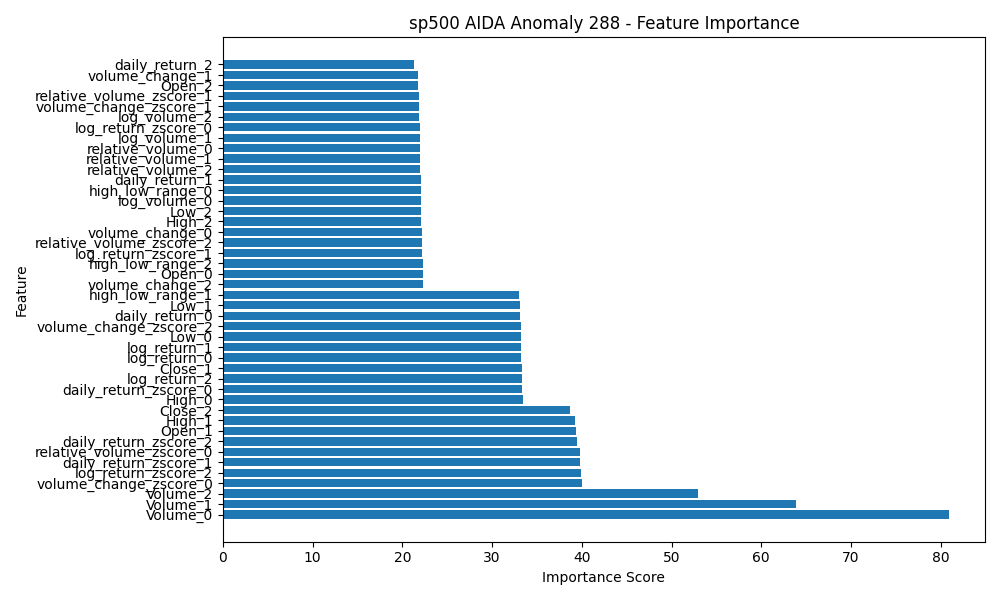 sp500 AIDA Anomaly 288 - Feature Importance
daily_return_2
volume_change_1
Open_2
relative_volume_zscore_1
volume_change_zscore_1
log_volume_2
log_return_zscore_0
log_volume_1
relative_volume_0
relative_volume_1
relative_volume_2
daily_return_1
high_low_range_0
log_volume_0
Low_2
High_2
volume_change_0
relative_volume_zscore_2
log_return_zscore_1
high_low_range_2
Open_0
volume_change_2
high_low_range_1
Low_1
daily_return_0
volume_change_zscore_2
Low_0
log_return_1
log_return_0
Close_1
log_return_2
daily_return_zscore_0
High_0
Close_2
High_1
Open_1
daily_return_zscore_2
relative_volume_zscore_0
daily_return_zscore_1
log_return_zscore_2
volume_change_zscore_0
Volume_2
Volume_1
Volume_0
Feature
0 10 20 30 40 50 60 70 80
Importance Score